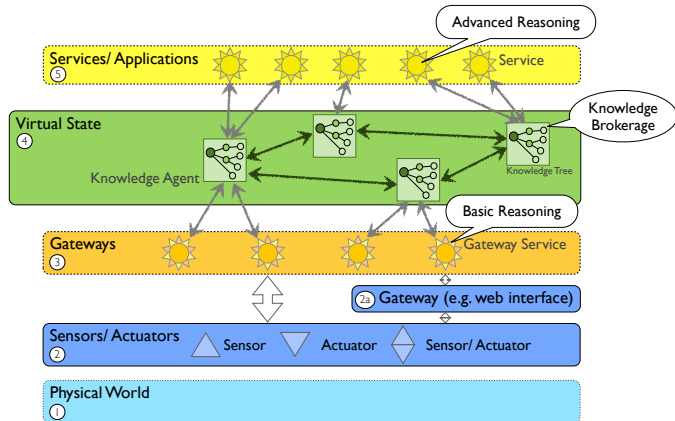 Advanced Reasoning
Services/ Applications
5
Service
Virtual State
4
Knowledge
Brokerage
Knowledge Agent
Knowledge Tree
Basic Reasoning
Gateways
3
Gateway Service
2a Gateway (e.g. web interface)
Sensors/ Actuators
2
Sensor
Actuator
Sensor/ Actuator
Physical World
1